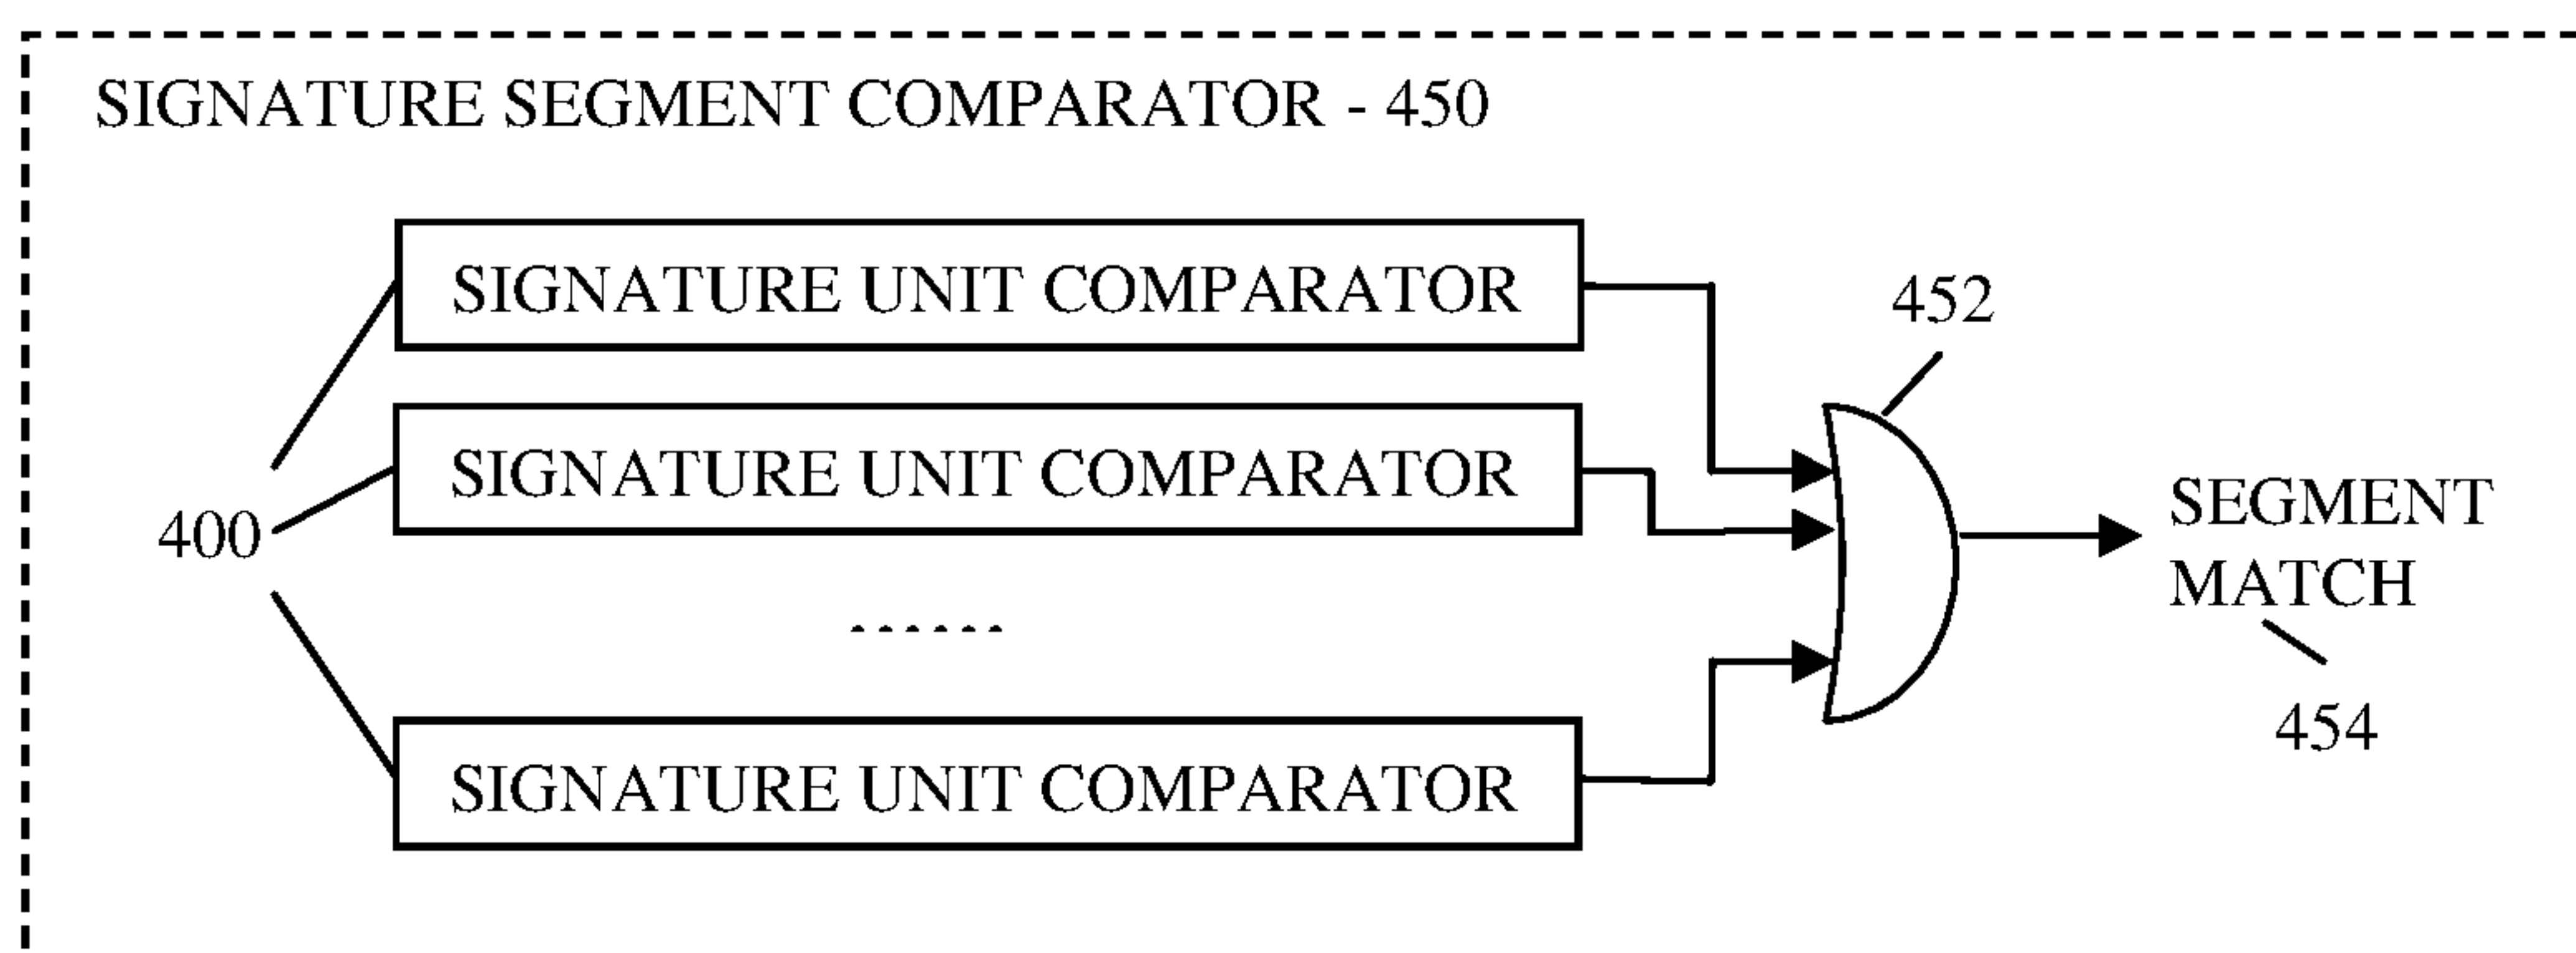 SIGNATURE SEGMENT COMPARATOR - 450
SIGNATURE UNIT COMPARATOR
452
SIGNATURE UNIT COMPARATOR
400
SEGMENT
MATCH
......
454
SIGNATURE UNIT COMPARATOR